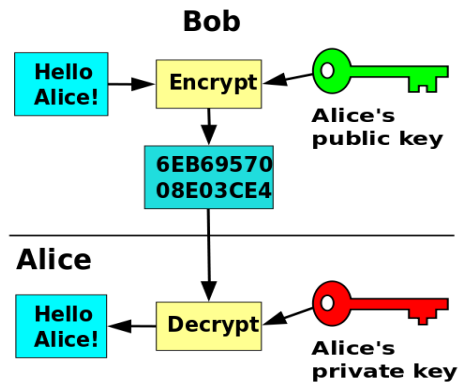 Bob
Hello
Alice!
Encrypt
Alice's
public key
6EB69570
08E03CE4
Alice
Hello
Alice!
Decrypt
Alice's
private key